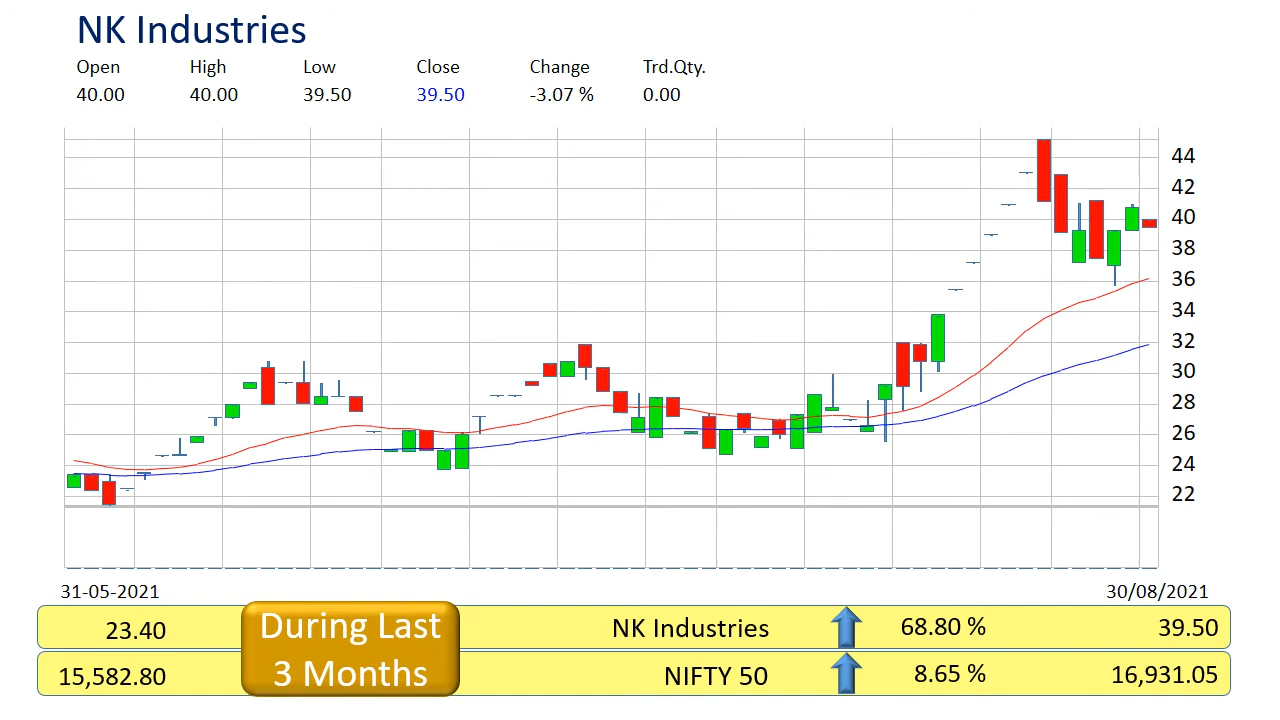 NK Industries
Open High Low Close Change Trd.Qty.
40.00 40.00 39.50 39.50 -3.07 % 0.00
44
42
40
38
36
34
32
30
28
26
24
22
31-05-2021 30/08/2021
23.40 During Last NK Industries 68.80 % 39.50
15,582.80 3 Months NIFTY 50 8.65 % 16,931.05